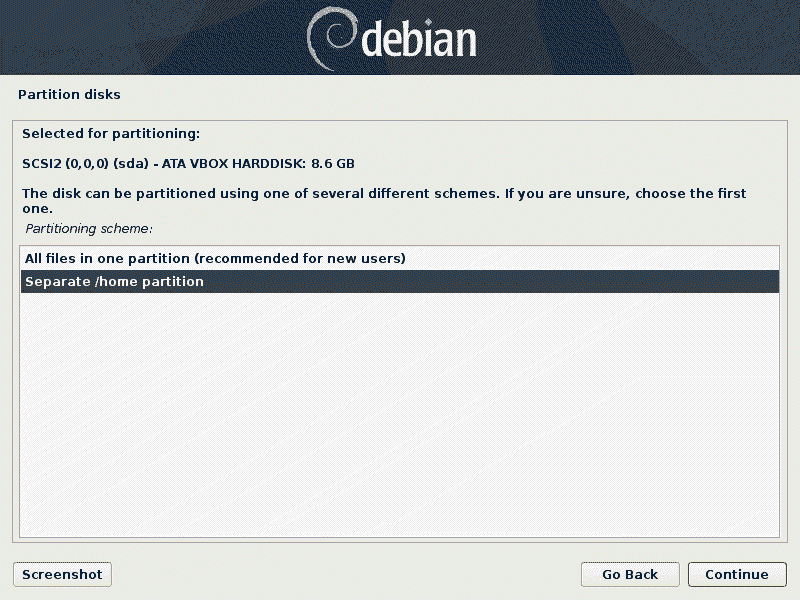 debian
Partition disks
Selected for partitioning:
SCSI2 (0,0,0) (sda) - ATA VBOX HARDDISK: 8.6 GB
The disk can be partitioned using one of several different schemes. If you are unsure, choose the first
one.
Partitioning scheme:
All files in one partition (recommended for new users)
Separate /home partition
Screenshot
Go Back
Continue